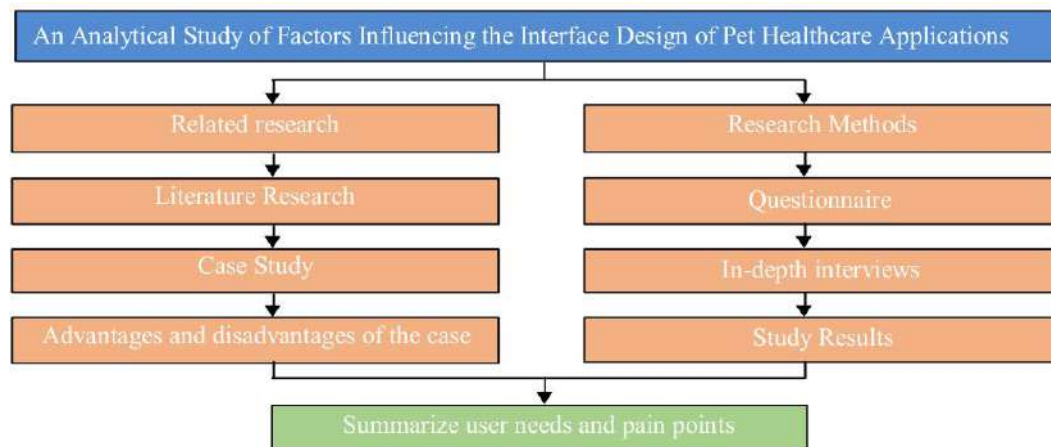 An Analytical Study of Factors Influencing the Interface Design of Pet Healthcare Applications
Related research
Literature Research
Case Study
Advantages and disadvantages of the case
Research Methods
Questionnaire
In-depth interviews
Study Results
Summarize user needs and pain points